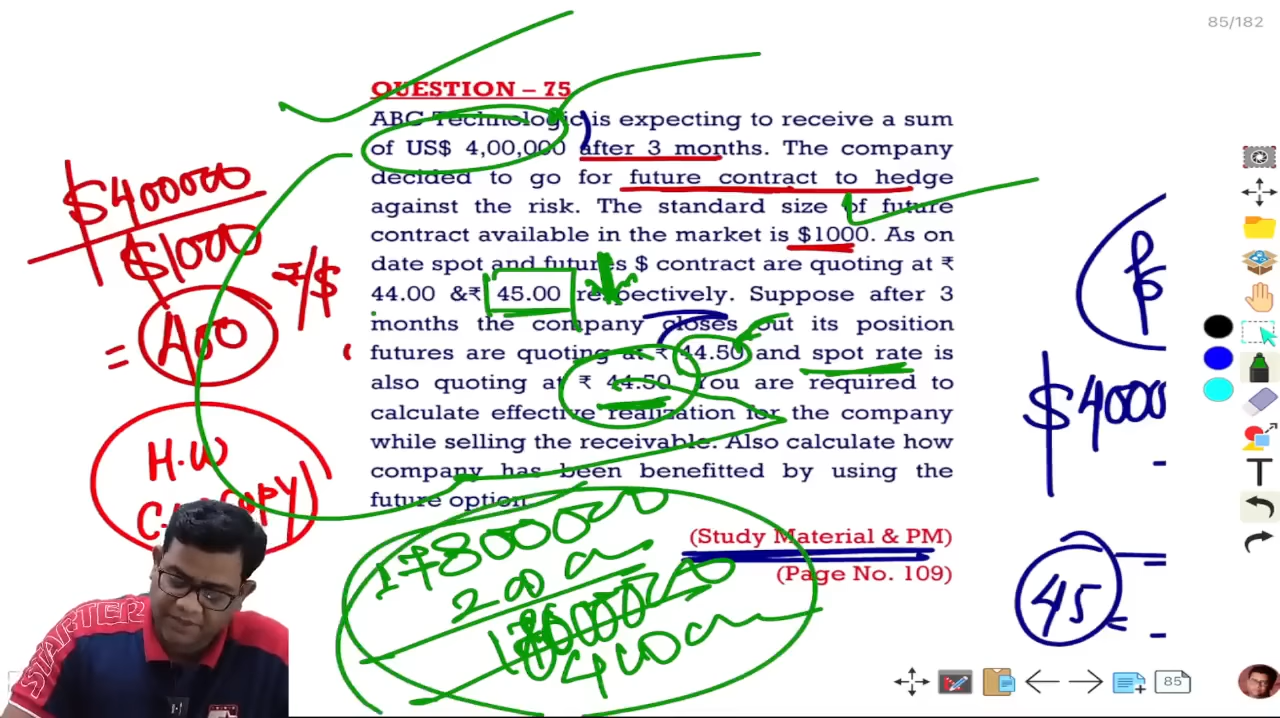 85/182
QUESTION – 75
ABC Technologic is expecting to receive a sum
of US$ 4,00,000 after 3 months. The company
decided to go for future contract to hedge
against the risk. The standard size of future
contract available in the market is $1000. As on
date spot and futures $ contract are quoting at ₹
44.00 &₹ 45.00 respectively. Suppose after 3
months the company closes out its position
futures are quoting at ₹ 44.50 and spot rate is
also quoting at ₹ 44.50. You are required to
calculate effective realization for the company
while selling the receivable. Also calculate how
company has been benefitted by using the
future option.
(Study Material & PM)
(Page No. 109)
$400000
$1000
₹/$
= 400
H.W
Copy
17800000
$40000
45
STARTER
T
85